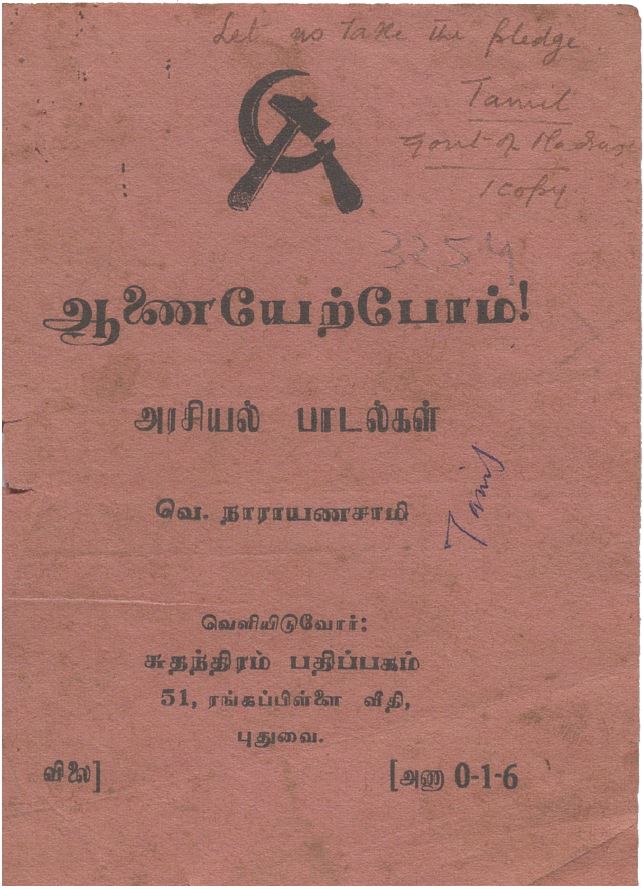 Let us take the pledge.
Tamil
Govt of Madras
1 copy.
3254
ஆணையேற்போம்!
அரசியல் பாடல்கள்
வெ. நாராயணசாமி
Tamil
வெளியிடுவோர்:
சுதந்திரம் பதிப்பகம்
51, ரங்கப்பிள்ளை வீதி,
புதுவை.
விலை] [அணா 0-1-6